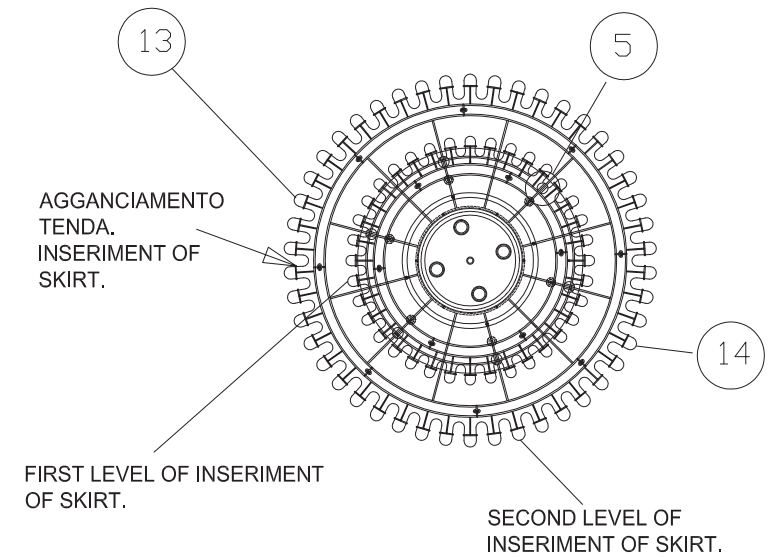 13
5
AGGANCIAMENTO
TENDA.
INSERIMENT OF
SKIRT.
14
FIRST LEVEL OF INSERIMENT
OF SKIRT.
SECOND LEVEL OF
INSERIMENT OF SKIRT.